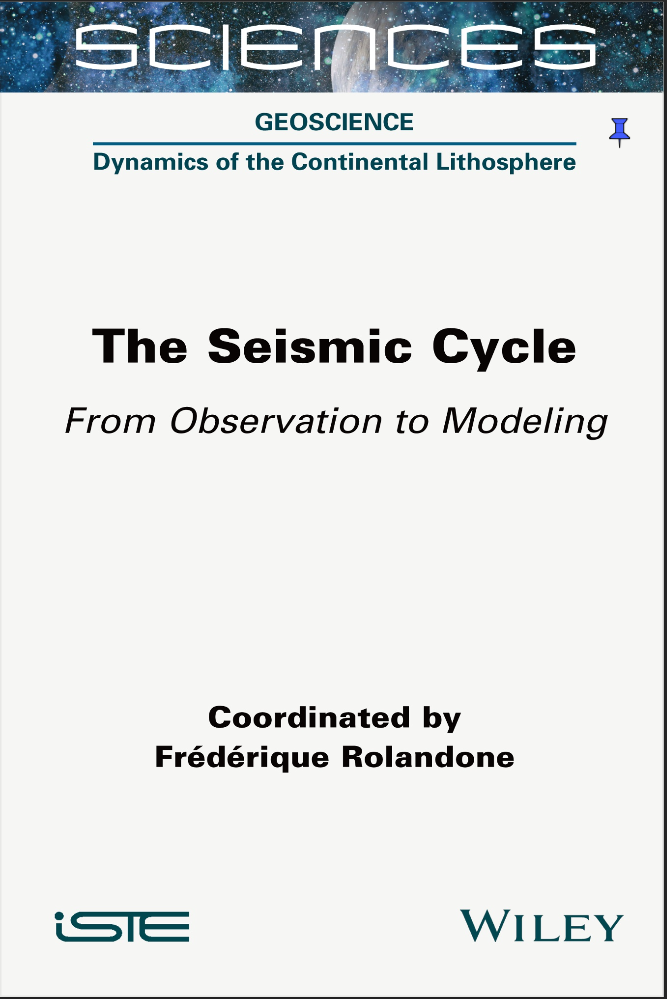 SCIENCES
GEOSCIENCE
Dynamics of the Continental Lithosphere
The Seismic Cycle
From Observation to Modeling
Coordinated by
Frédérique Rolandone
iSTE
WILEY